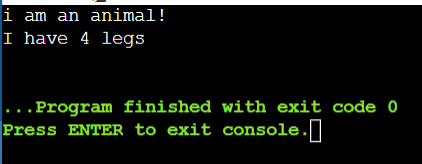 i am an animal!
I have 4 legs
...Program finished with exit code 0
Press ENTER to exit console.